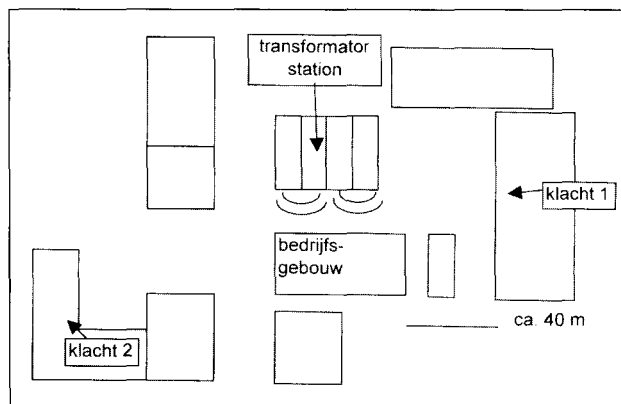 transformator
station
klacht 1
bedrijfs-
gebouw
ca. 40 m
klacht 2